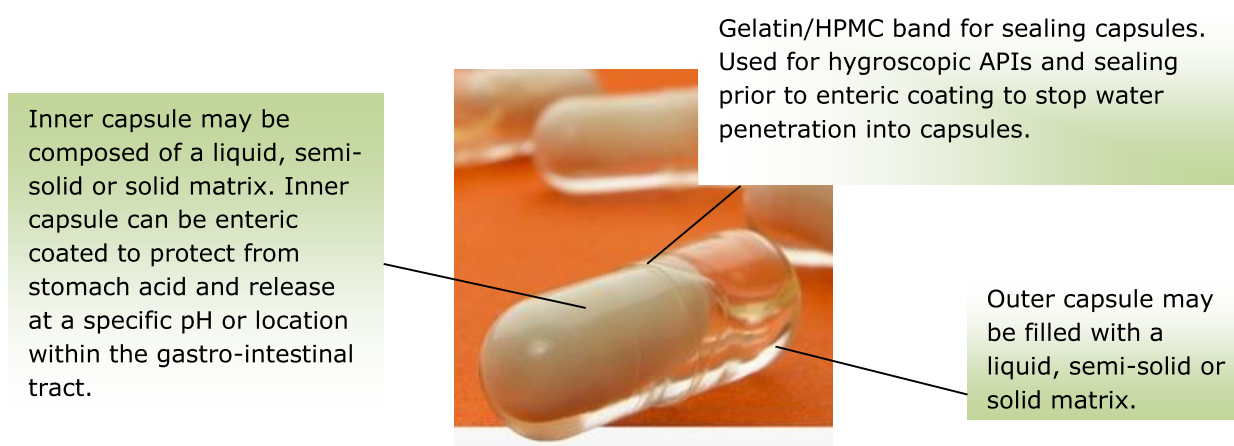 Gelatin/HPMC band for sealing capsules.
Used for hygroscopic APIs and sealing
prior to enteric coating to stop water
penetration into capsules.
Inner capsule may be
composed of a liquid, semi-
solid or solid matrix. Inner
capsule can be enteric
coated to protect from
stomach acid and release
at a specific pH or location
within the gastro-intestinal
tract.
Outer capsule may
be filled with a
liquid, semi-solid or
solid matrix.